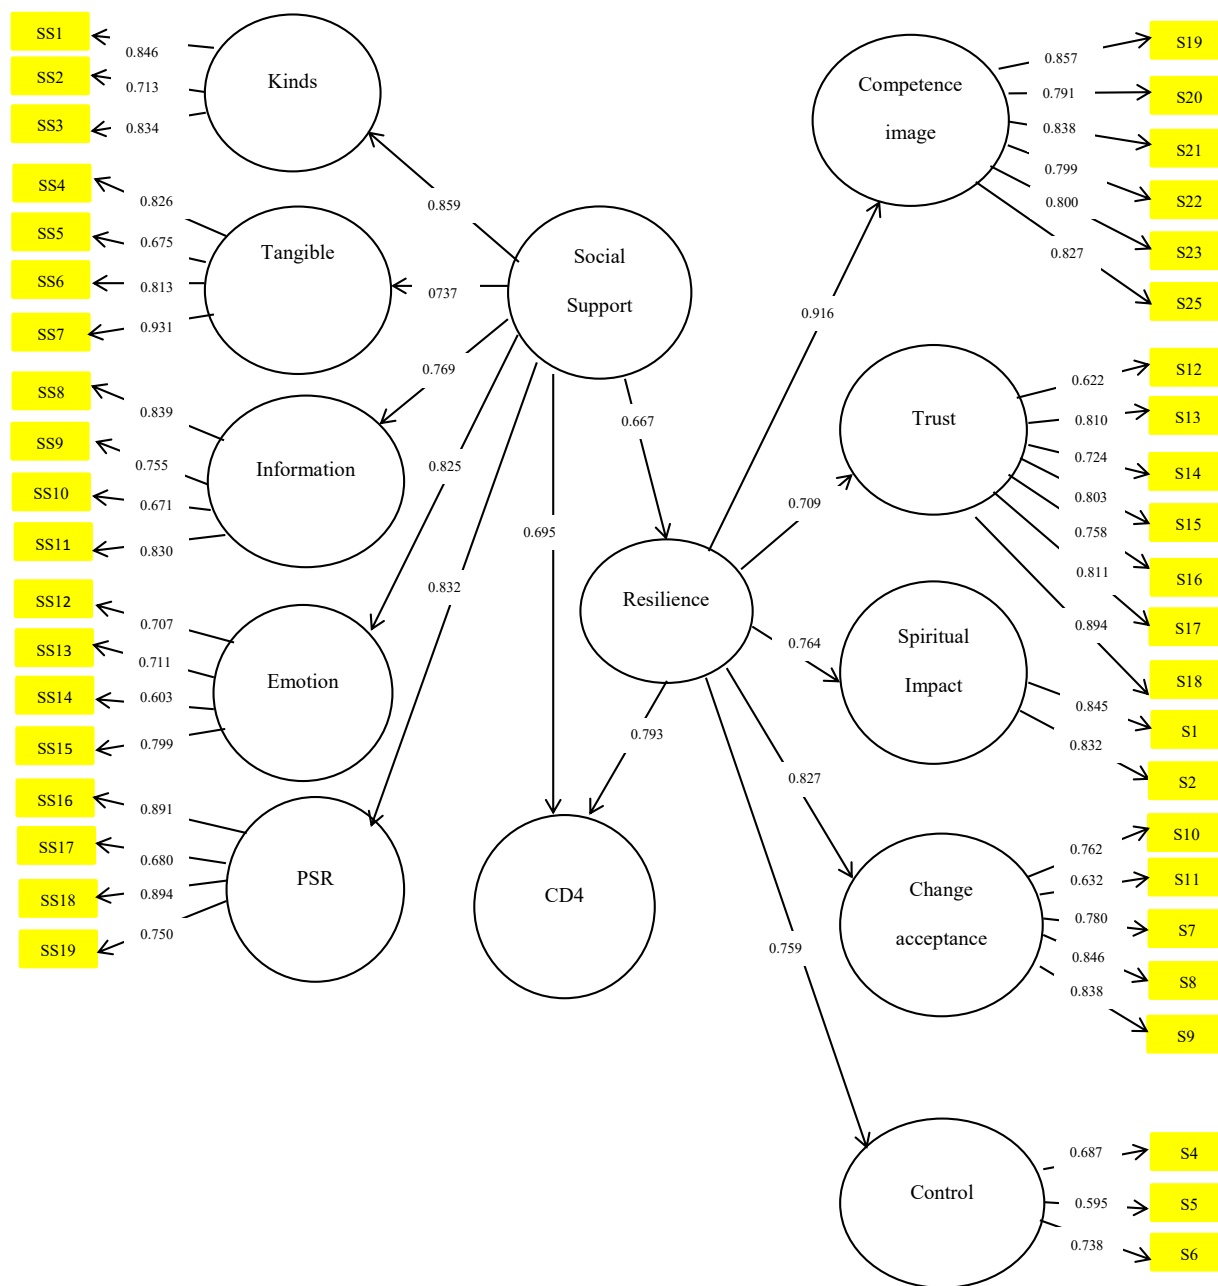 SS1
SS2
SS3
0.846
0.713
0.834
Kinds
SS4
SS5
SS6
SS7
0.826
0.675
0.813
0.931
Tangible
SS8
SS9
SS10
SS11
0.839
0.755
0.671
0.830
Information
SS12
SS13
SS14
SS15
0.707
0.711
0.603
0.799
Emotion
SS16
SS17
SS18
SS19
0.891
0.680
0.894
0.750
PSR
0.859
0737
0.769
0.825
0.832
0.695
0.667
Social
Support
Resilience
0.793
CD4
0.916
0.709
0.764
0.827
0.759
Competence
image
0.857
0.791
0.838
0.799
0.800
0.827
S19
S20
S21
S22
S23
S25
Trust
0.622
0.810
0.724
0.803
0.758
0.811
0.894
S12
S13
S14
S15
S16
S17
S18
Spiritual
Impact
0.845
0.832
S1
S2
Change
acceptance
0.762
0.632
0.780
0.846
0.838
S10
S11
S7
S8
S9
Control
0.687
0.595
0.738
S4
S5
S6